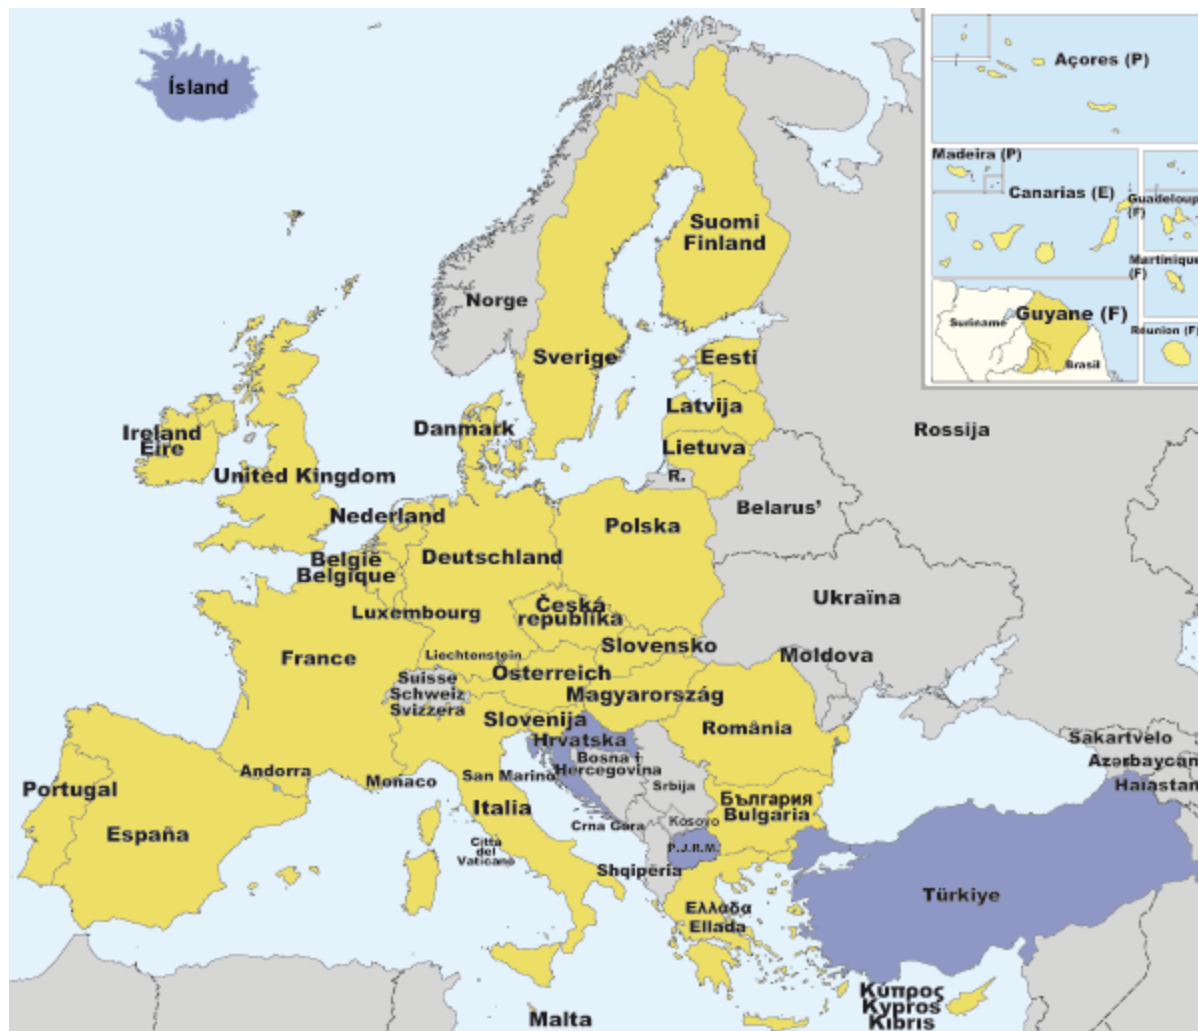 Ísland
Açores (P)
Madeira (P)
Canarias (E)
Guadeloup
(F)
Martinique
(F)
Suriname
Guyane (F)
Brasil
Réunion (F)
Suomi
Finland
Norge
Sverige
Eesti
Latvija
Lietuva
R.
Rossija
Danmark
Ireland
Eire
United Kingdom
Nederland
België
Belgique
Deutschland
Polska
Belarus’
Luxembourg
Česká
republika
Ukraïna
Slovensko
France
Liechtenstein
Österreich
Moldova
Suisse
Schweiz
Svizzera
Magyarország
Slovenija
România
Hrvatska
Bosna i
Hercegovina
Srbija
Sakartvelo
Azərbaycan
Haïastan
Andorra
Monaco
San Marino
Portugal
España
Italia
Crna Gora
Kosovo
България
Bulgaria
P.J.R.M.
Città
del
Vaticano
Shqipëria
Ελλάδα
Ellada
Türkiye
Κύπρος
Kypros
Kıbrıs
Malta